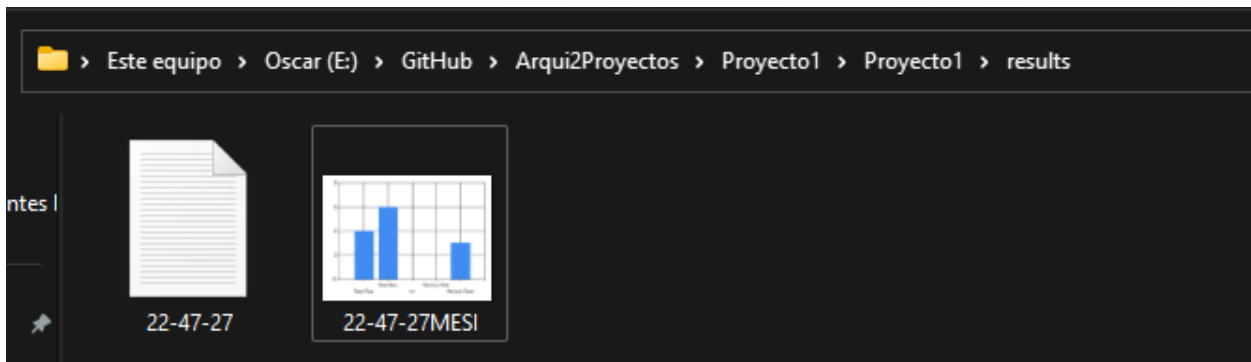 Este equipo > Oscar (E:) > GitHub > Arqui2Proyectos > Proyecto1 > Proyecto1 > results
ntes
22-47-27
22-47-27MESI